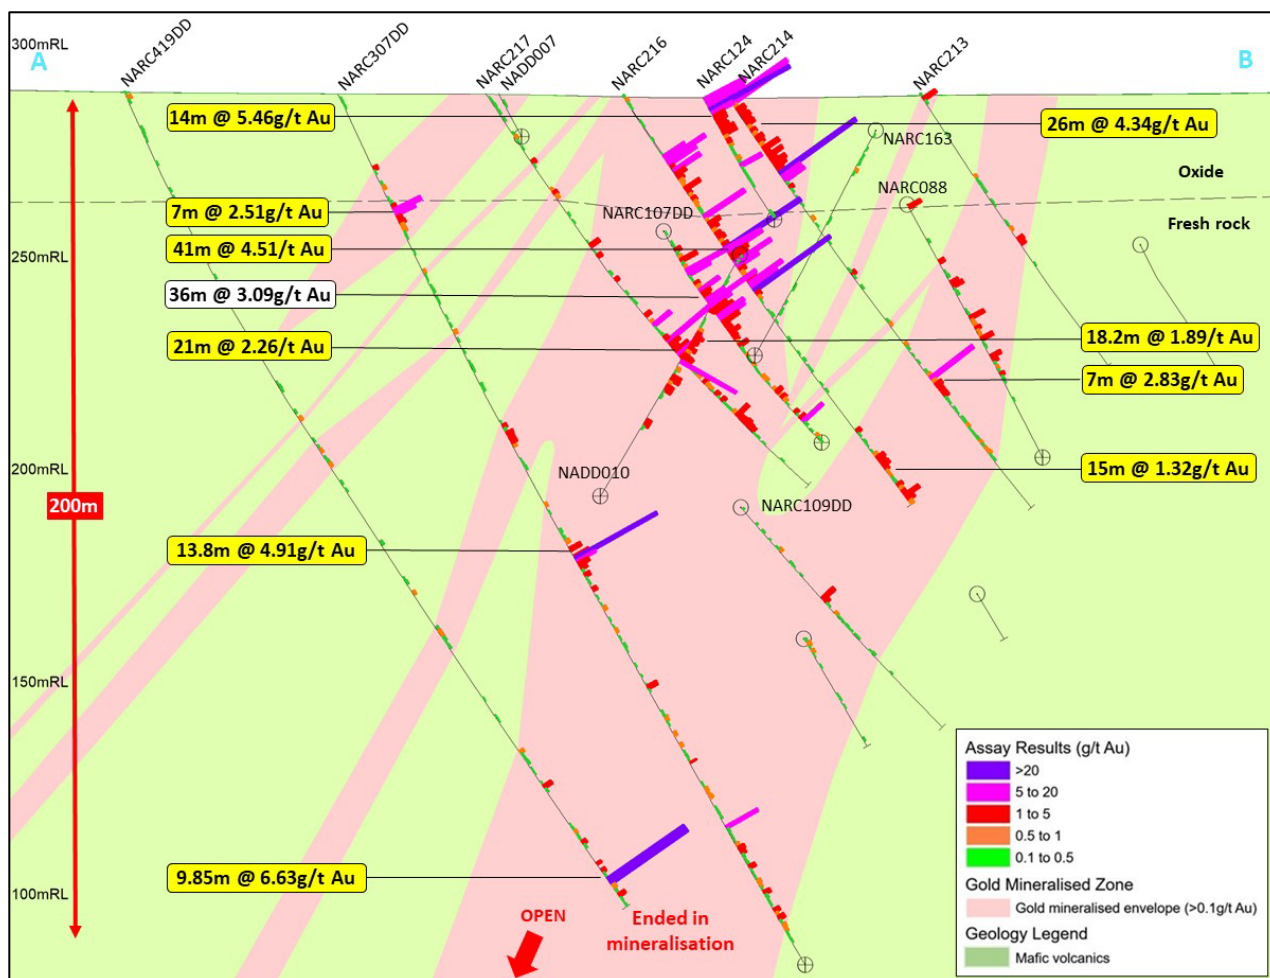 300mRL
A
NARC419DD
NARC307DD
NARC217
NADD007
NARC216
NARC124
NARC214
NARC213
B
14m @ 5.46g/t Au
26m @ 4.34g/t Au
NARC163
Oxide
NARC088
7m @ 2.51g/t Au
NARC107DD
Fresh rock
41m @ 4.51/t Au
250mRL
36m @ 3.09g/t Au
21m @ 2.26/t Au
18.2m @ 1.89/t Au
7m @ 2.83g/t Au
200mRL
NADD010
15m @ 1.32g/t Au
200m
NARC109DD
13.8m @ 4.91g/t Au
150mRL
Assay Results (g/t Au)
>20
5 to 20
1 to 5
0.5 to 1
0.1 to 0.5
9.85m @ 6.63g/t Au
100mRL
Gold Mineralised Zone
Gold mineralised envelope (>0.1g/t Au)
OPEN
Ended in
mineralisation
Geology Legend
Mafic volcanics